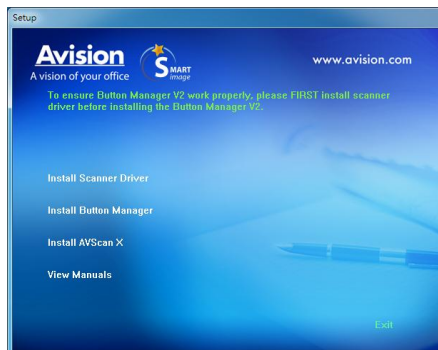 Setup
Avision
A vision of your office
SMART
image
www.avision.com
To ensure Button Manager V2 work properly, please FIRST install scanner
driver before installing the Button Manager V2.
Install Scanner Driver
Install Button Manager
Install AVScan X
View Manuals
Exit